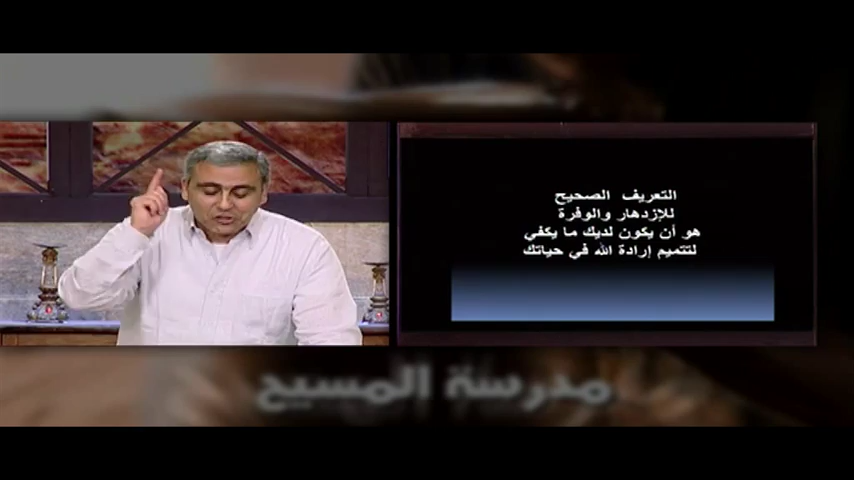 التعريف الصحيح
للإزدهار والوفرة
هو أن يكون لديك ما يكفي
لتتميم إرادة الله في حياتك
مدرسة المسيح